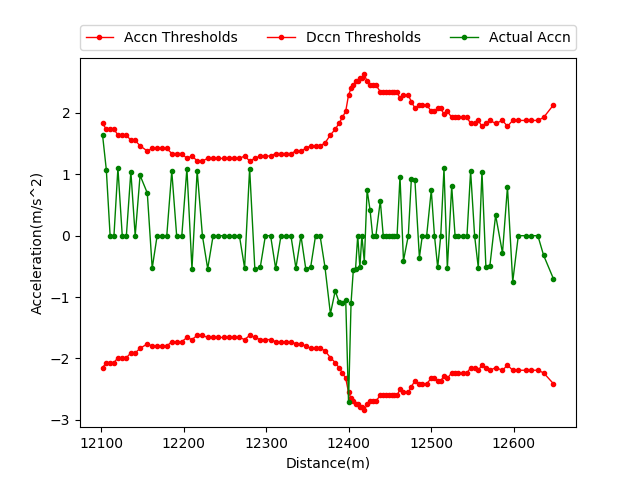 Accn Thresholds Dccn Thresholds Actual Accn
2
1
0
−1
−2
−3
Acceleration(m/s^2)
12100 12200 12300 12400 12500 12600
Distance(m)